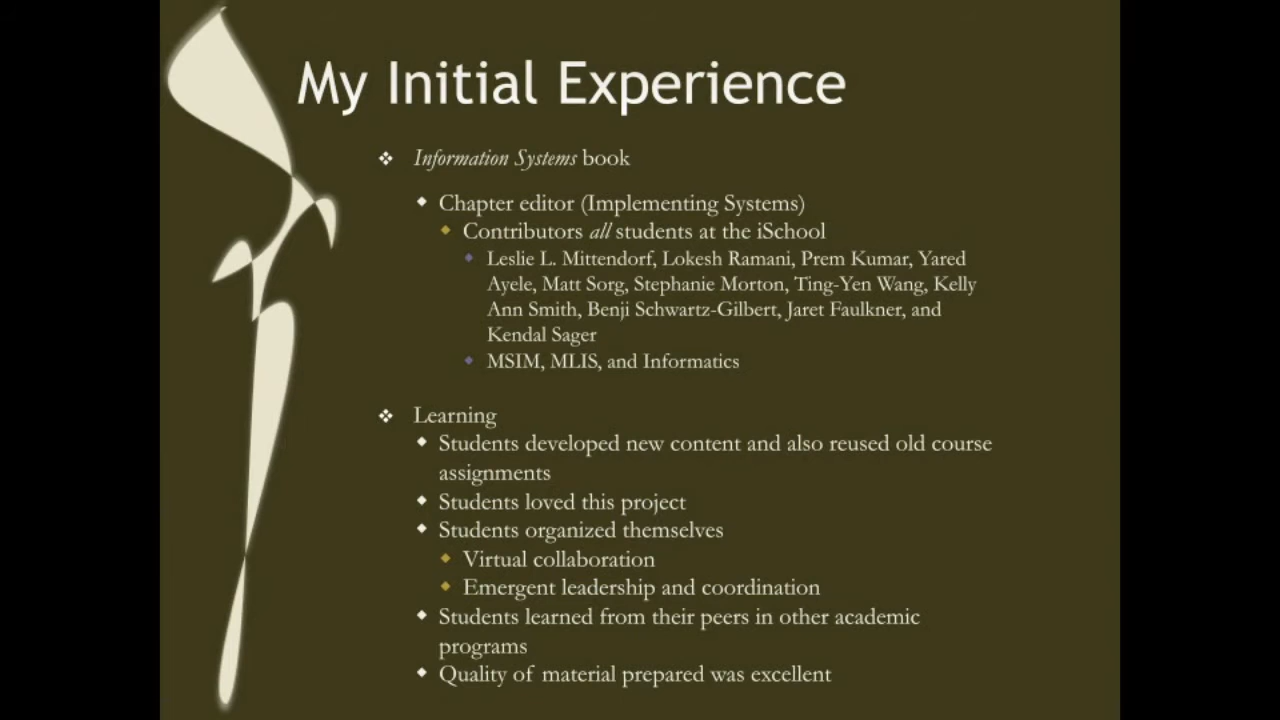 My Initial Experience
Information Systems book
Chapter editor (Implementing Systems)
Contributors all students at the iSchool
Leslie L. Mittendorf, Lokesh Ramani, Prem Kumar, Yared
Ayele, Matt Sorg, Stephanie Morton, Ting-Yen Wang, Kelly
Ann Smith, Benji Schwartz-Gilbert, Jaret Faulkner, and
Kendal Sager
MSIM, MLIS, and Informatics
Learning
Students developed new content and also reused old course
assignments
Students loved this project
Students organized themselves
Virtual collaboration
Emergent leadership and coordination
Students learned from their peers in other academic
programs
Quality of material prepared was excellent